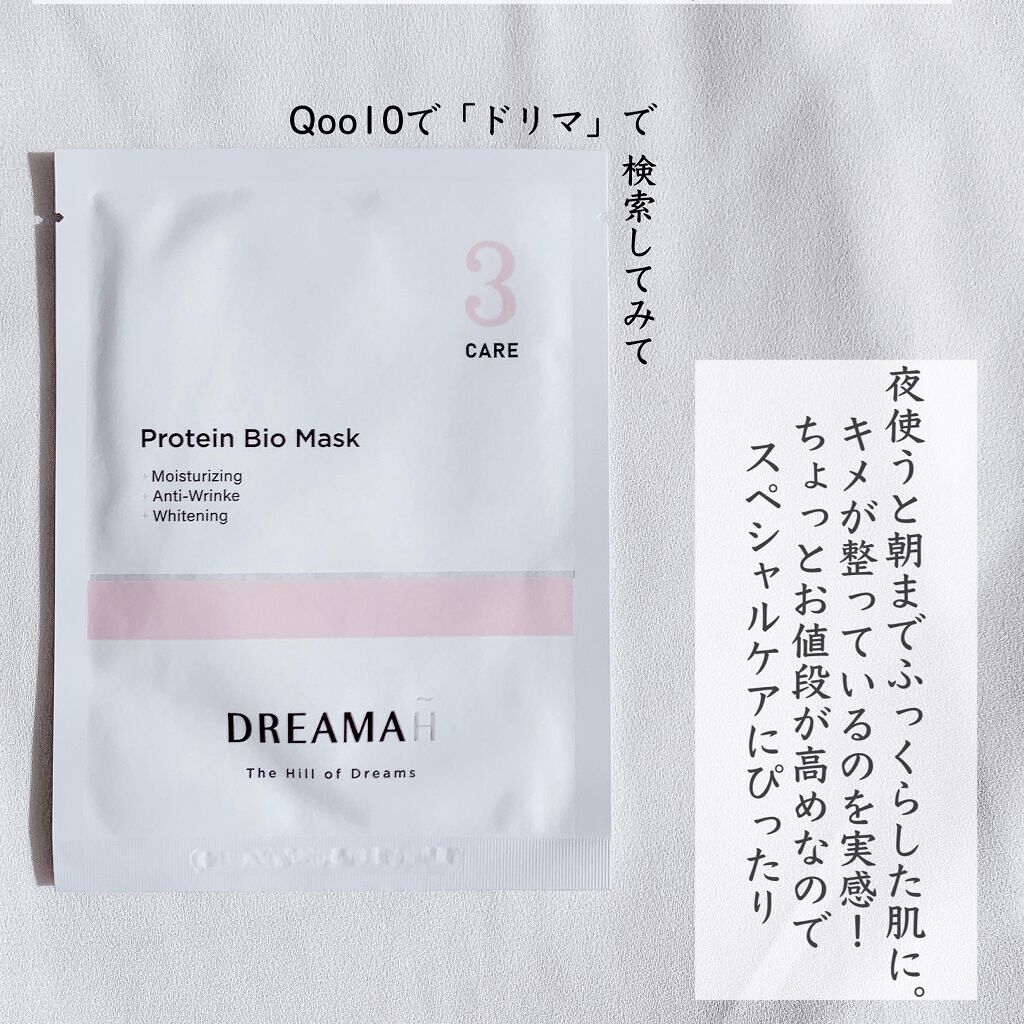 Qoo10で「ドリマ」で
検索してみて
3
CARE
Protein Bio Mask
+ Moisturizing
+ Anti-Wrinke
+ Whitening
DREAMAH̃
The Hill of Dreams
夜使うと朝までふっくらした肌に。
キメが整っているのを実感！
ちょっとお値段が高めなので
スペシャルケアにぴったり